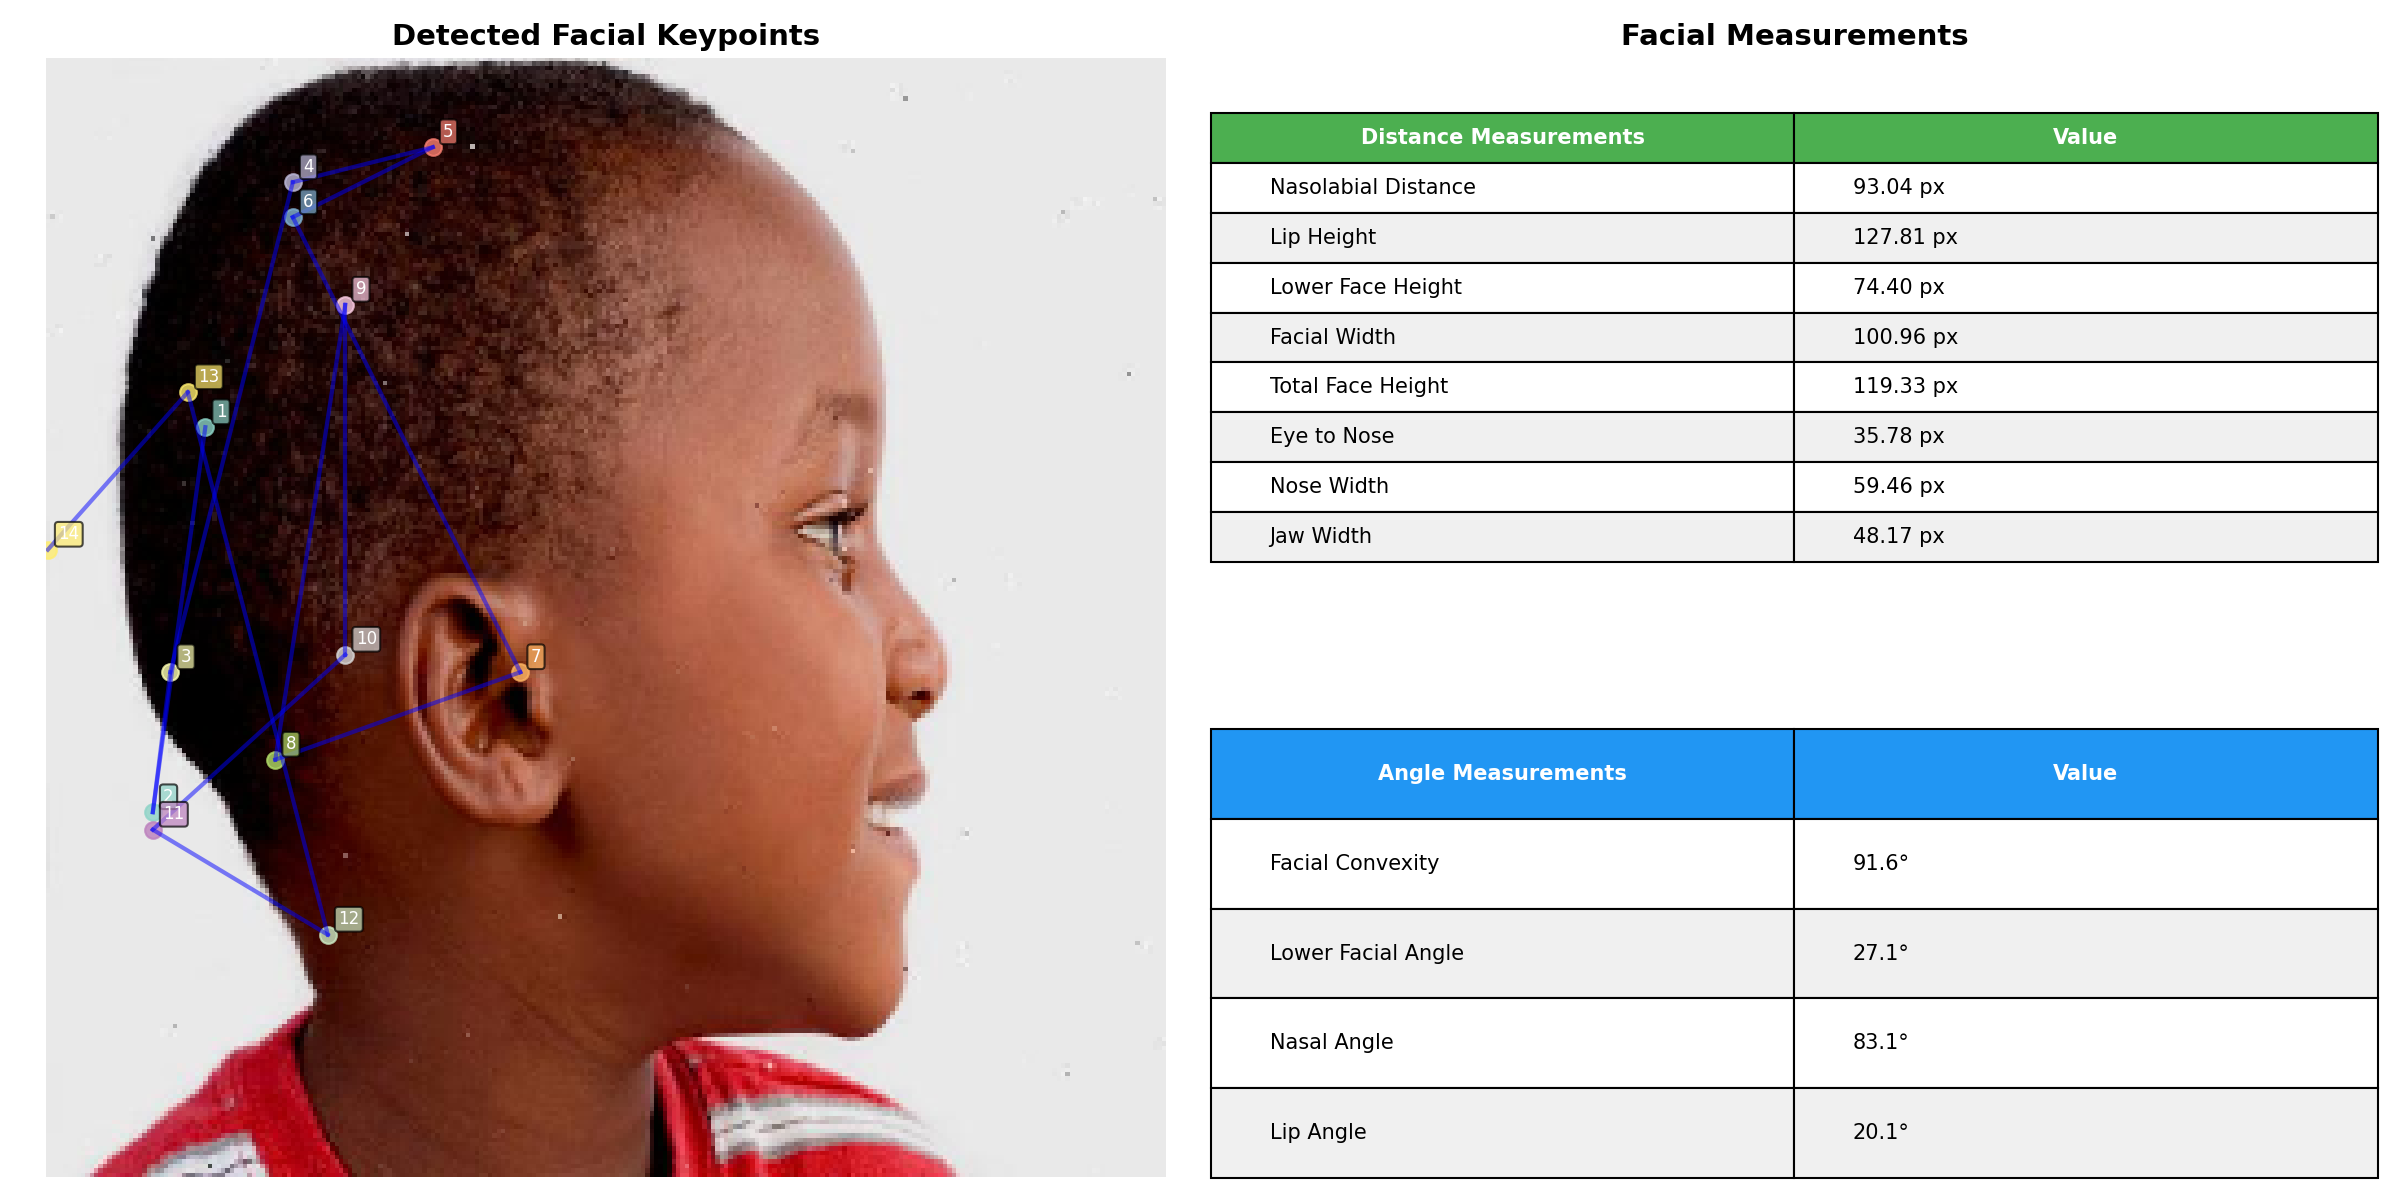 Detected Facial Keypoints
5
4
6
9
13
1
14
10
3
7
8
2
11
12
Facial Measurements
Distance Measurements Value
Nasolabial Distance 93.04 px
Lip Height 127.81 px
Lower Face Height 74.40 px
Facial Width 100.96 px
Total Face Height 119.33 px
Eye to Nose 35.78 px
Nose Width 59.46 px
Jaw Width 48.17 px
Angle Measurements Value
Facial Convexity 91.6°
Lower Facial Angle 27.1°
Nasal Angle 83.1°
Lip Angle 20.1°